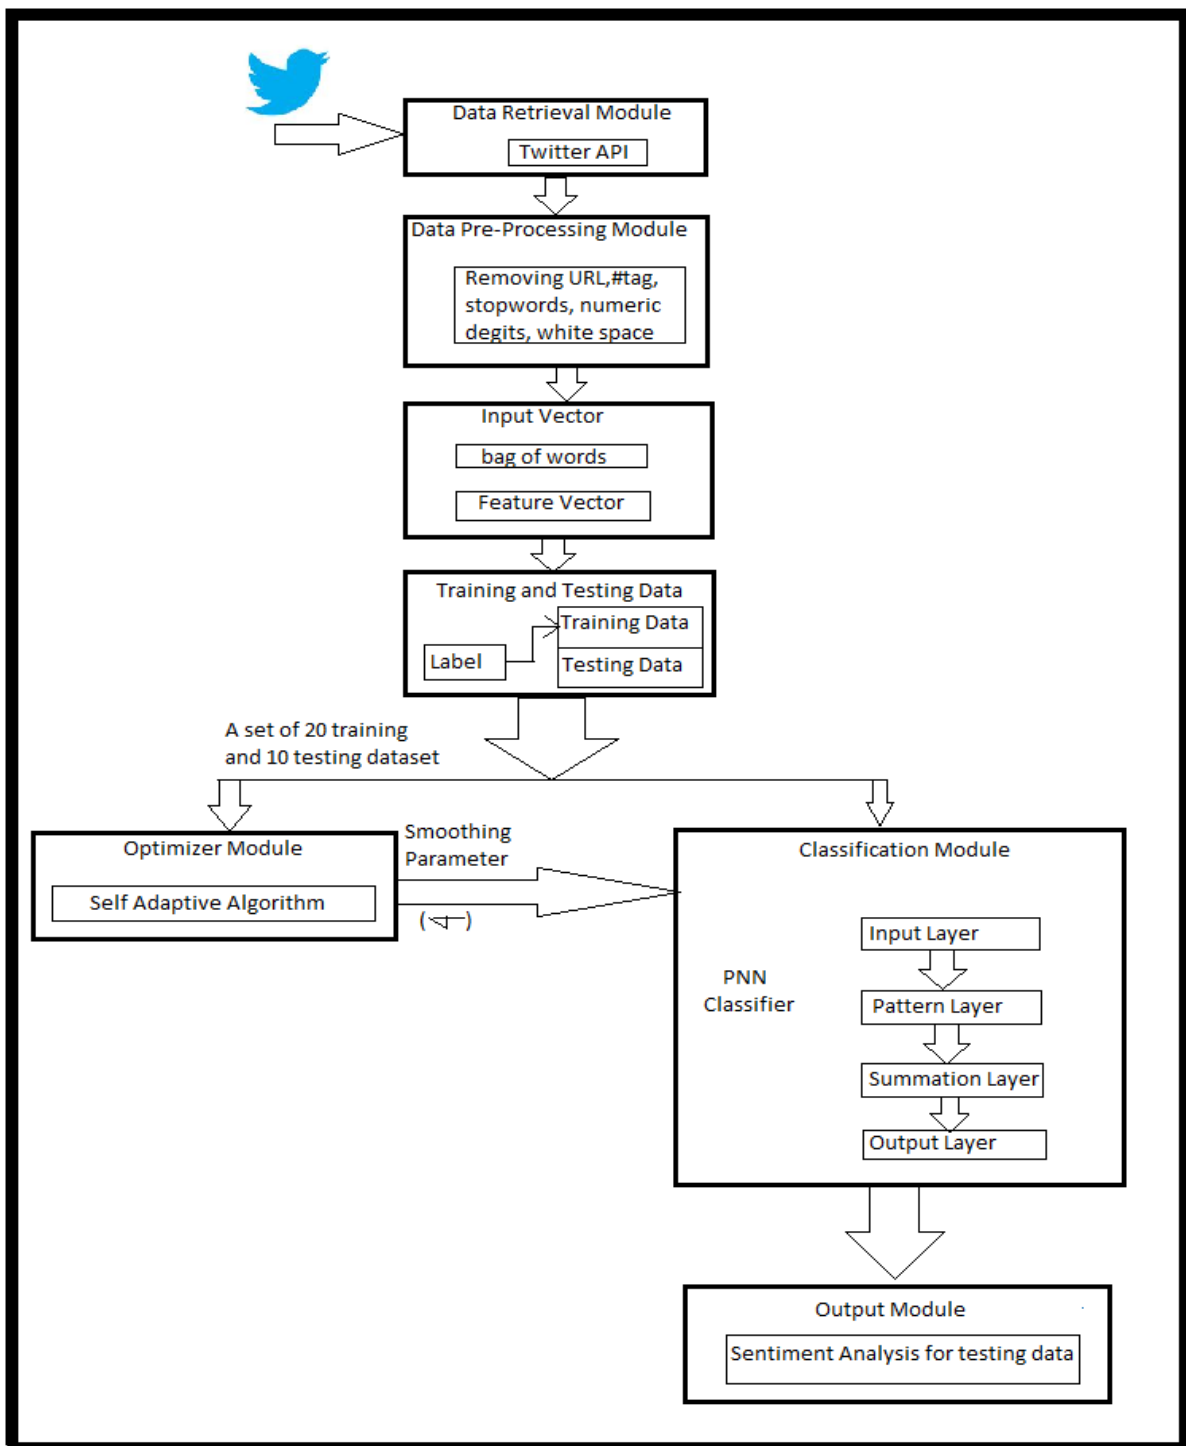 Data Retrieval Module
Twitter API
Data Pre-Processing Module
Removing URL,#tag,
stopwords, numeric
degits, white space
Input Vector
bag of words
Feature Vector
Training and Testing Data
Training Data
Label
Testing Data
A set of 20 training
and 10 testing dataset
Optimizer Module
Self Adaptive Algorithm
Smoothing
Parameter
Classification Module
PNN
Classifier
Input Layer
Pattern Layer
Summation Layer
Output Layer
Output Module
Sentiment Analysis for testing data